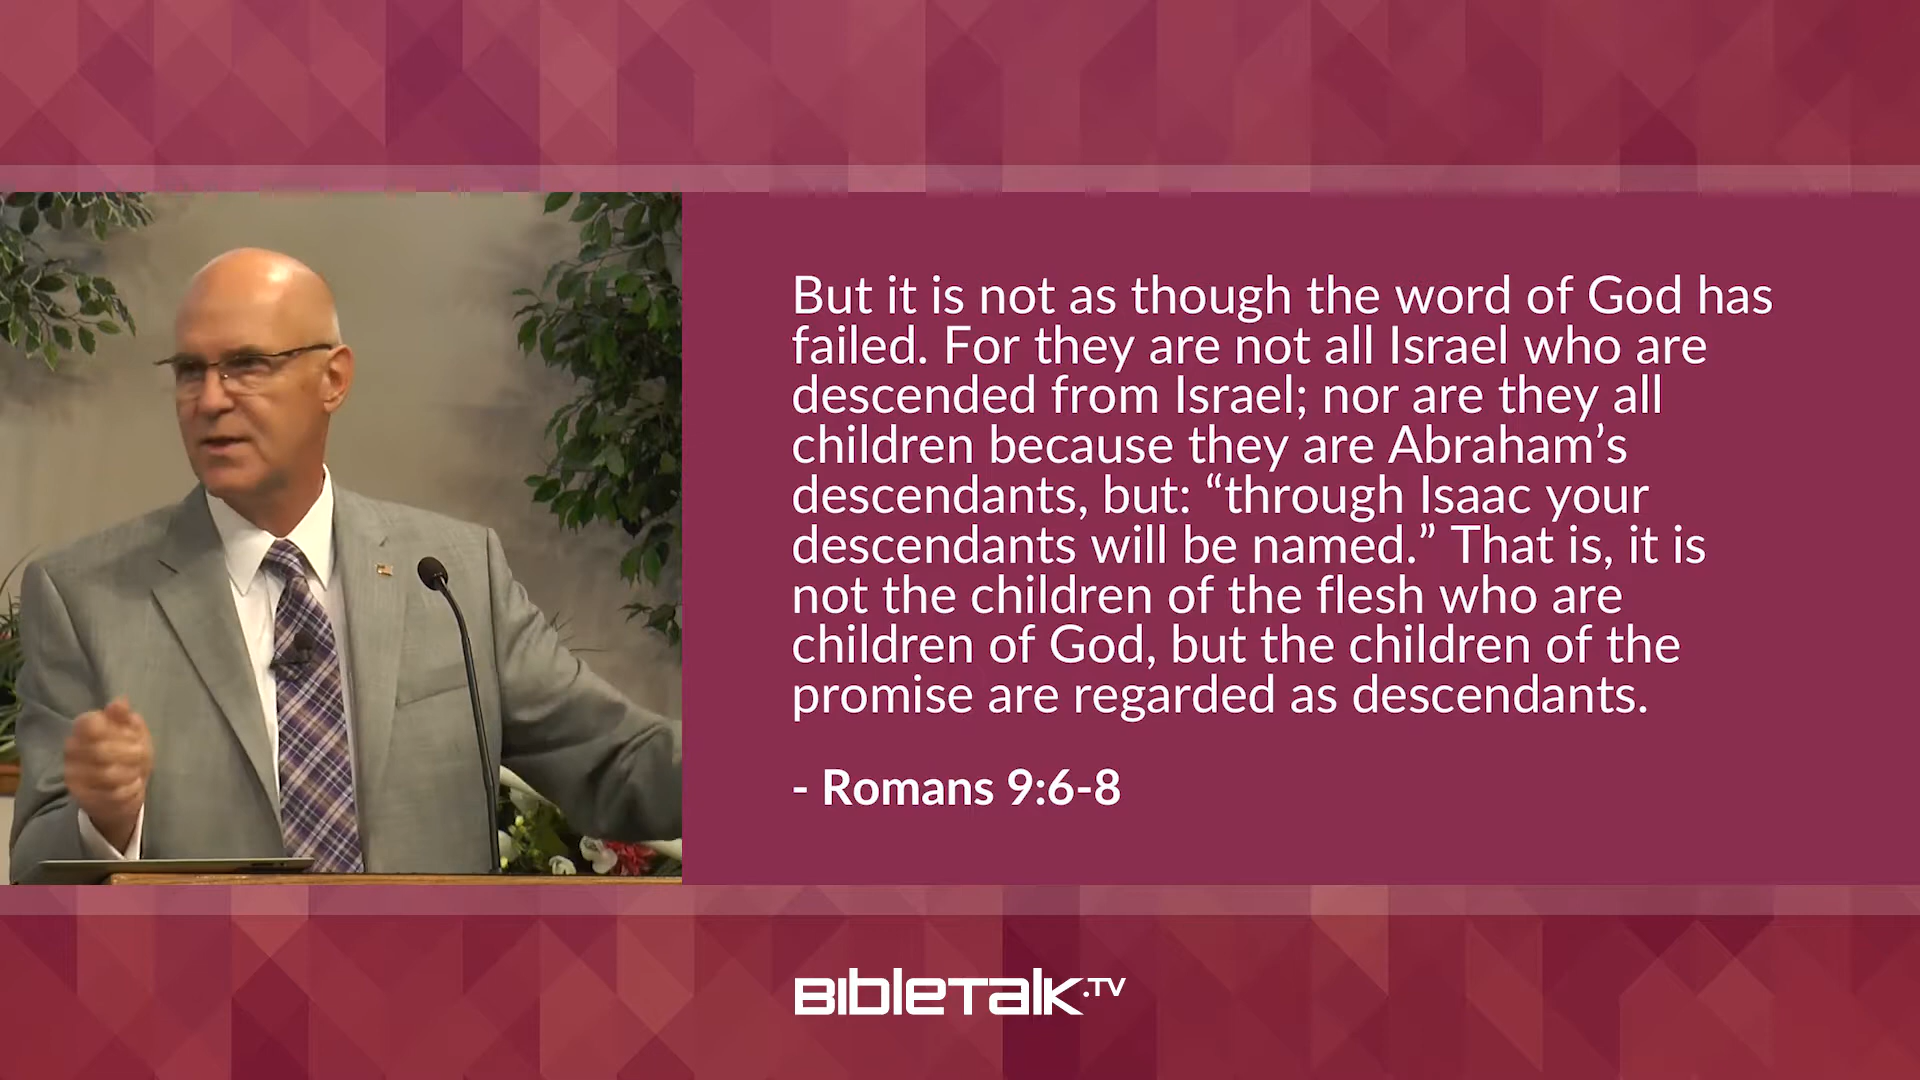 But it is not as though the word of God has
failed. For they are not all Israel who are
descended from Israel; nor are they all
children because they are Abraham’s
descendants, but: “through Isaac your
descendants will be named.” That is, it is
not the children of the flesh who are
children of God, but the children of the
promise are regarded as descendants.
- Romans 9:6-8
BIBLETALK.TV